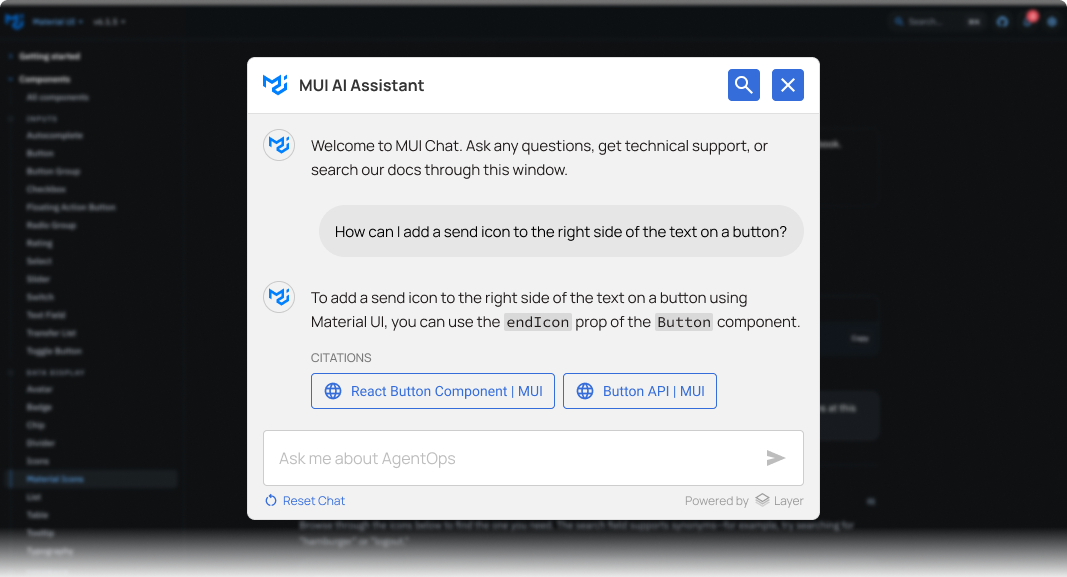 Material UI
v6.1.5
Search...
Getting started
Components
All components
INPUTS
Autocomplete
Button
Button Group
Checkbox
Floating Action Button
Radio Group
Rating
Select
Slider
Switch
Text Field
Transfer List
Toggle Button
DATA DISPLAY
Avatar
Badge
Chip
Divider
Icons
Material Icons
List
Table
Tooltip
Typography
MUI AI Assistant
Welcome to MUI Chat. Ask any questions, get technical support, or
search our docs through this window.
How can I add a send icon to the right side of the text on a button?
To add a send icon to the right side of the text on a button using
Material UI, you can use the endIcon prop of the Button component.
CITATIONS
React Button Component | MUI
Button API | MUI
Ask me about AgentOps
Reset Chat
Powered by Layer
Copy
Browse through the icons below to find the one you need. The search field supports synonyms—for example, try searching for
"hamburger" or "logout."